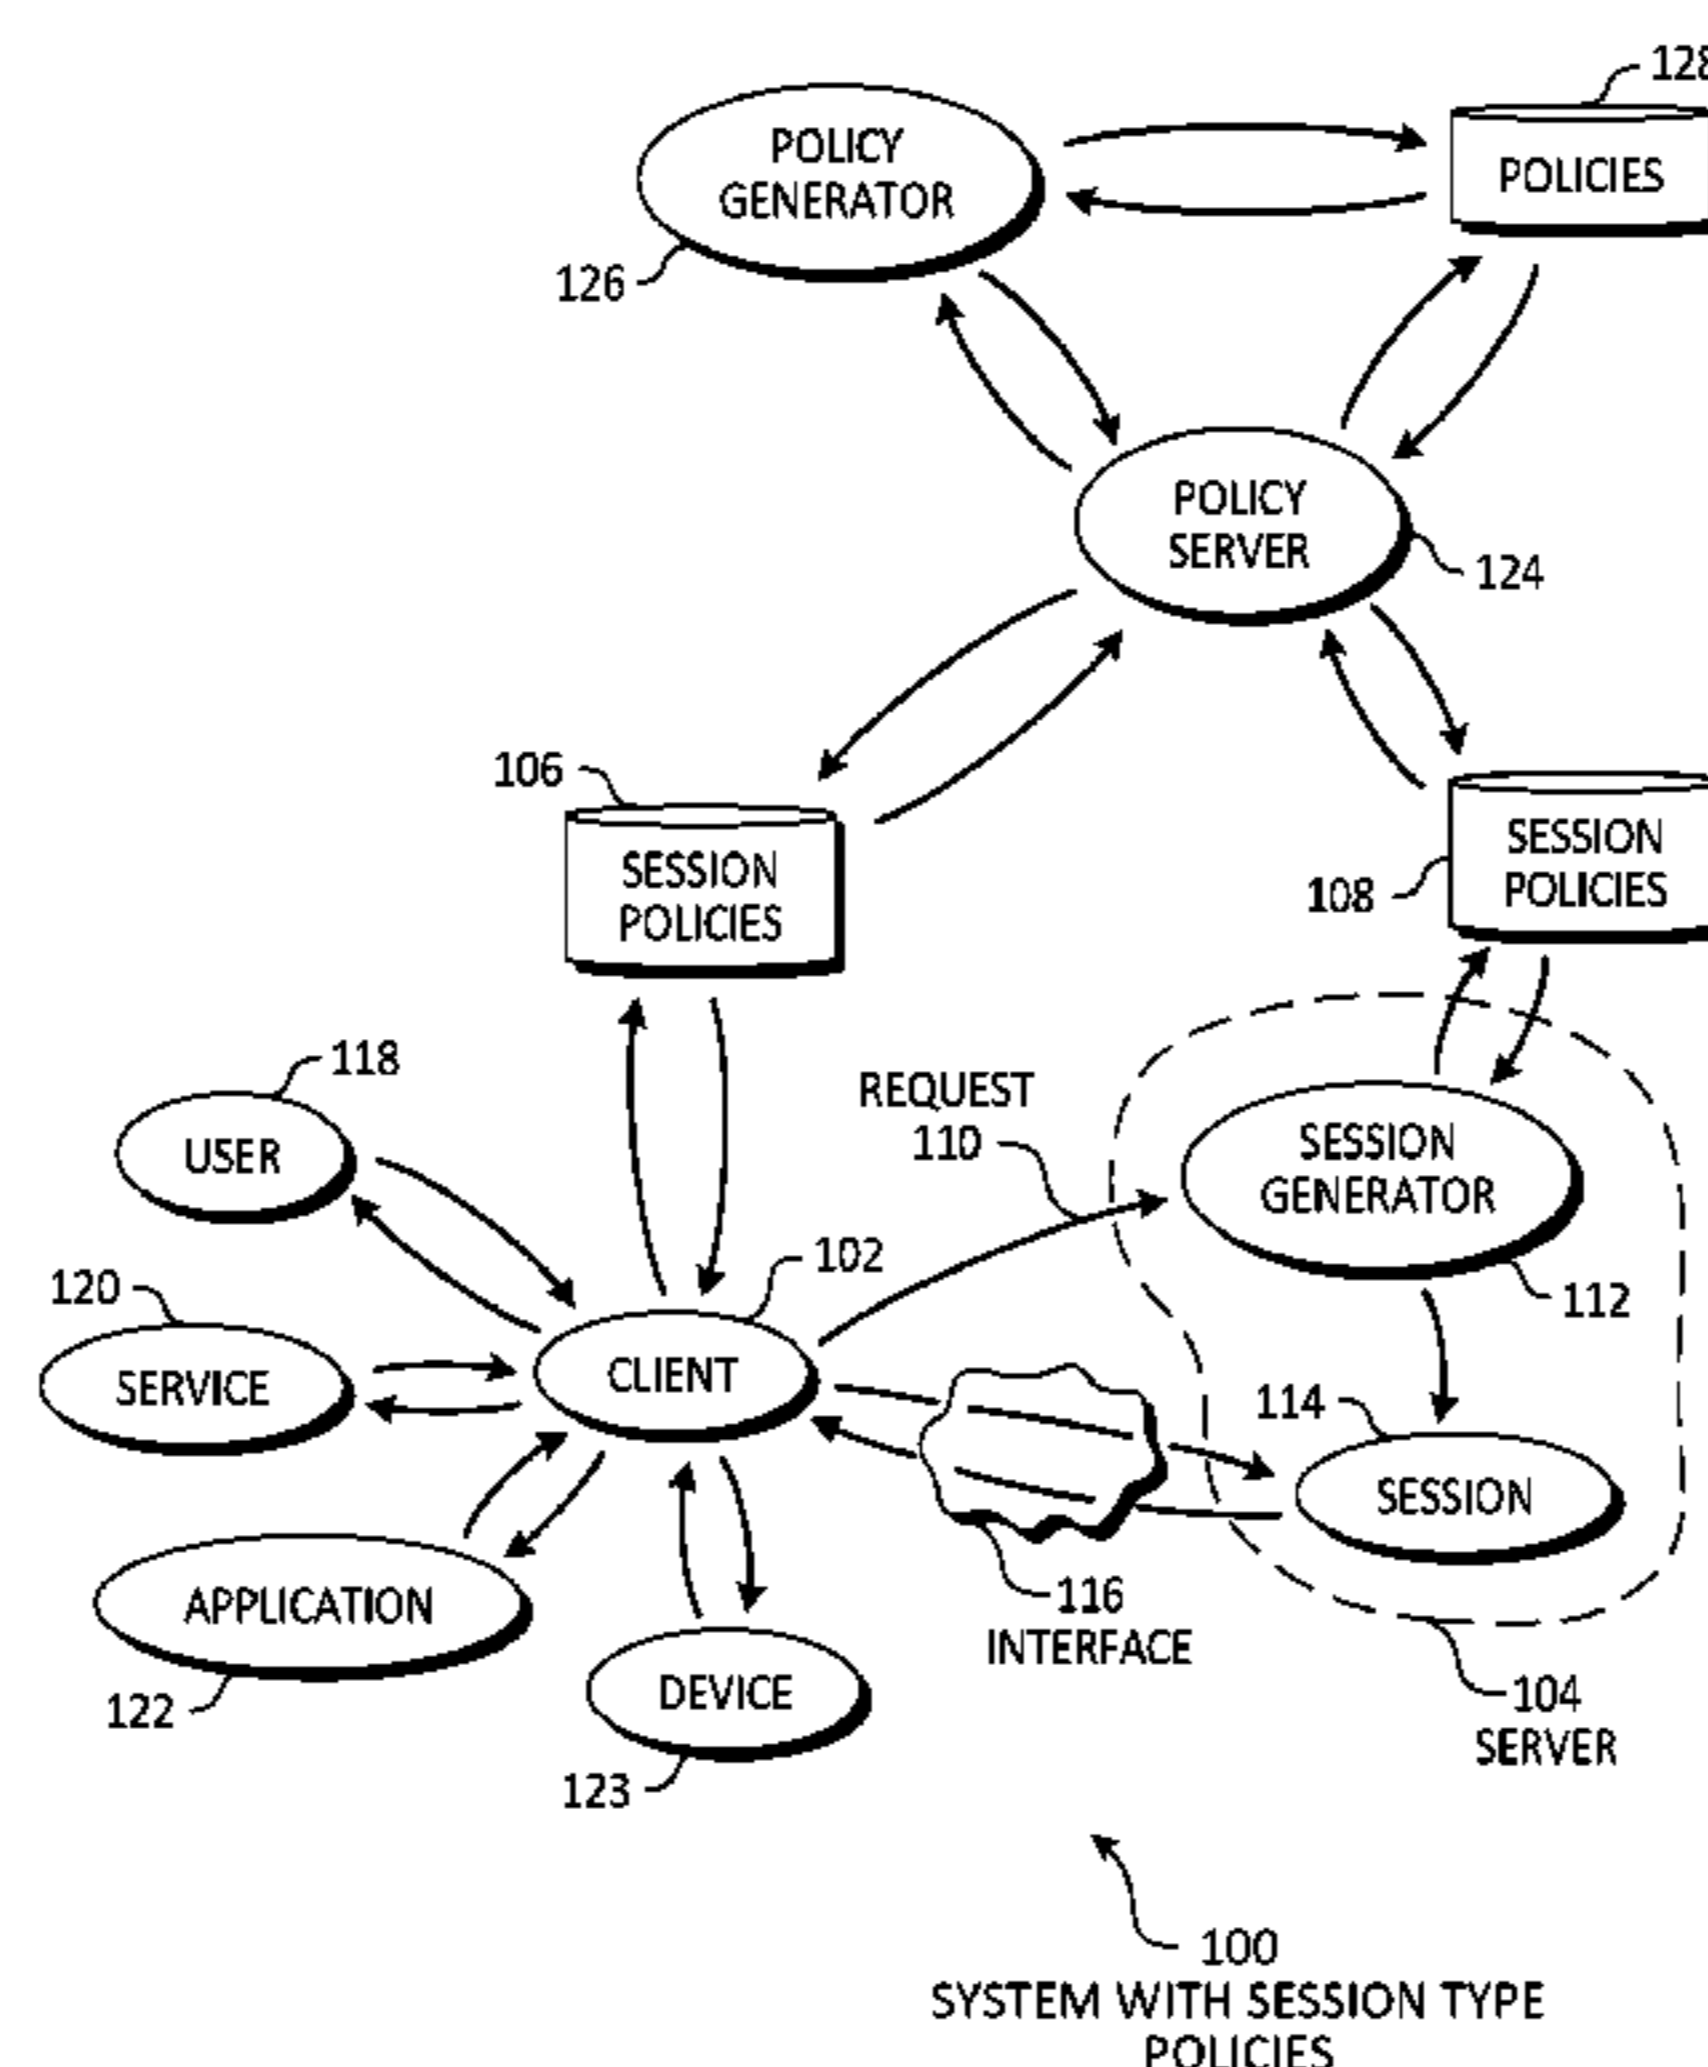 128
POLICY
GENERATOR
POLICIES
126
POLICY
SERVER
124
106
SESSION
POLICIES
SESSION
POLICIES
108
118
USER
REQUEST
110
SESSION
GENERATOR
102
120
112
SERVICE
CLIENT
114
SESSION
116
INTERFACE
APPLICATION
122
DEVICE
123
104
SERVER
100
SYSTEM WITH SESSION TYPE
POLICIES